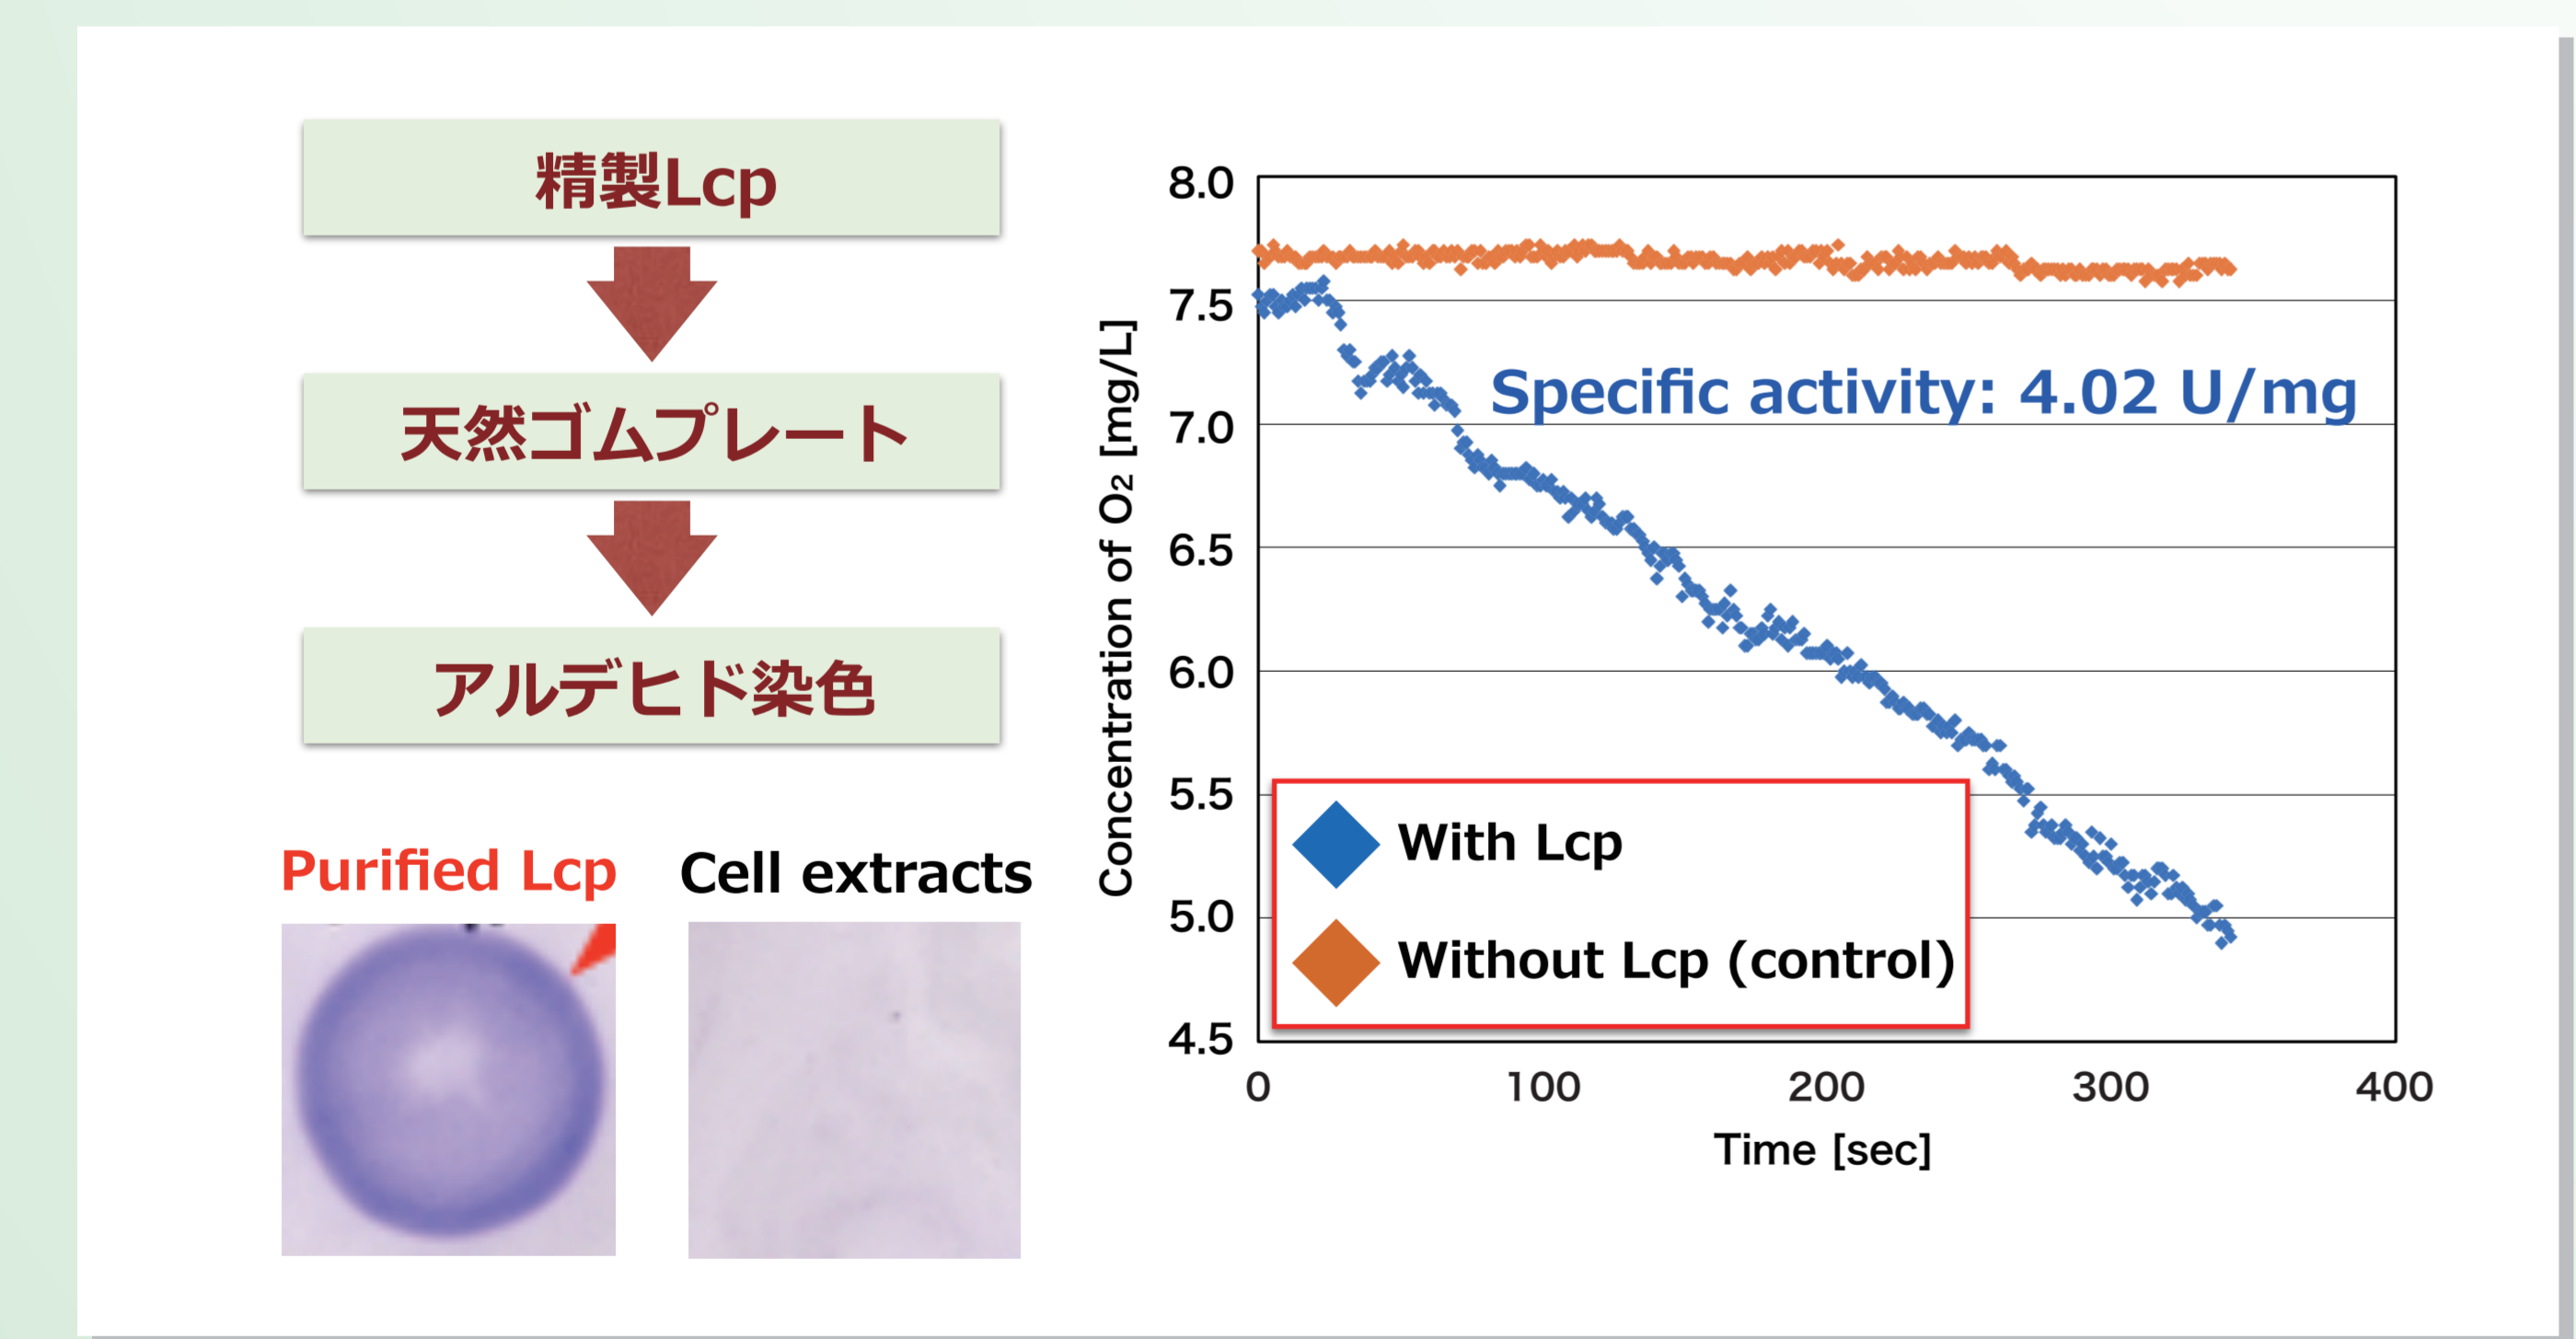 精製Lcp
天然ゴムプレート
アルデヒド染色
Purified Lcp
Cell extracts
Concentration of O₂ [mg/L]
8.0
7.5
7.0
6.5
6.0
5.5
5.0
4.5
Specific activity: 4.02 U/mg
With Lcp
Without Lcp (control)
0 100 200 300 400
Time [sec]